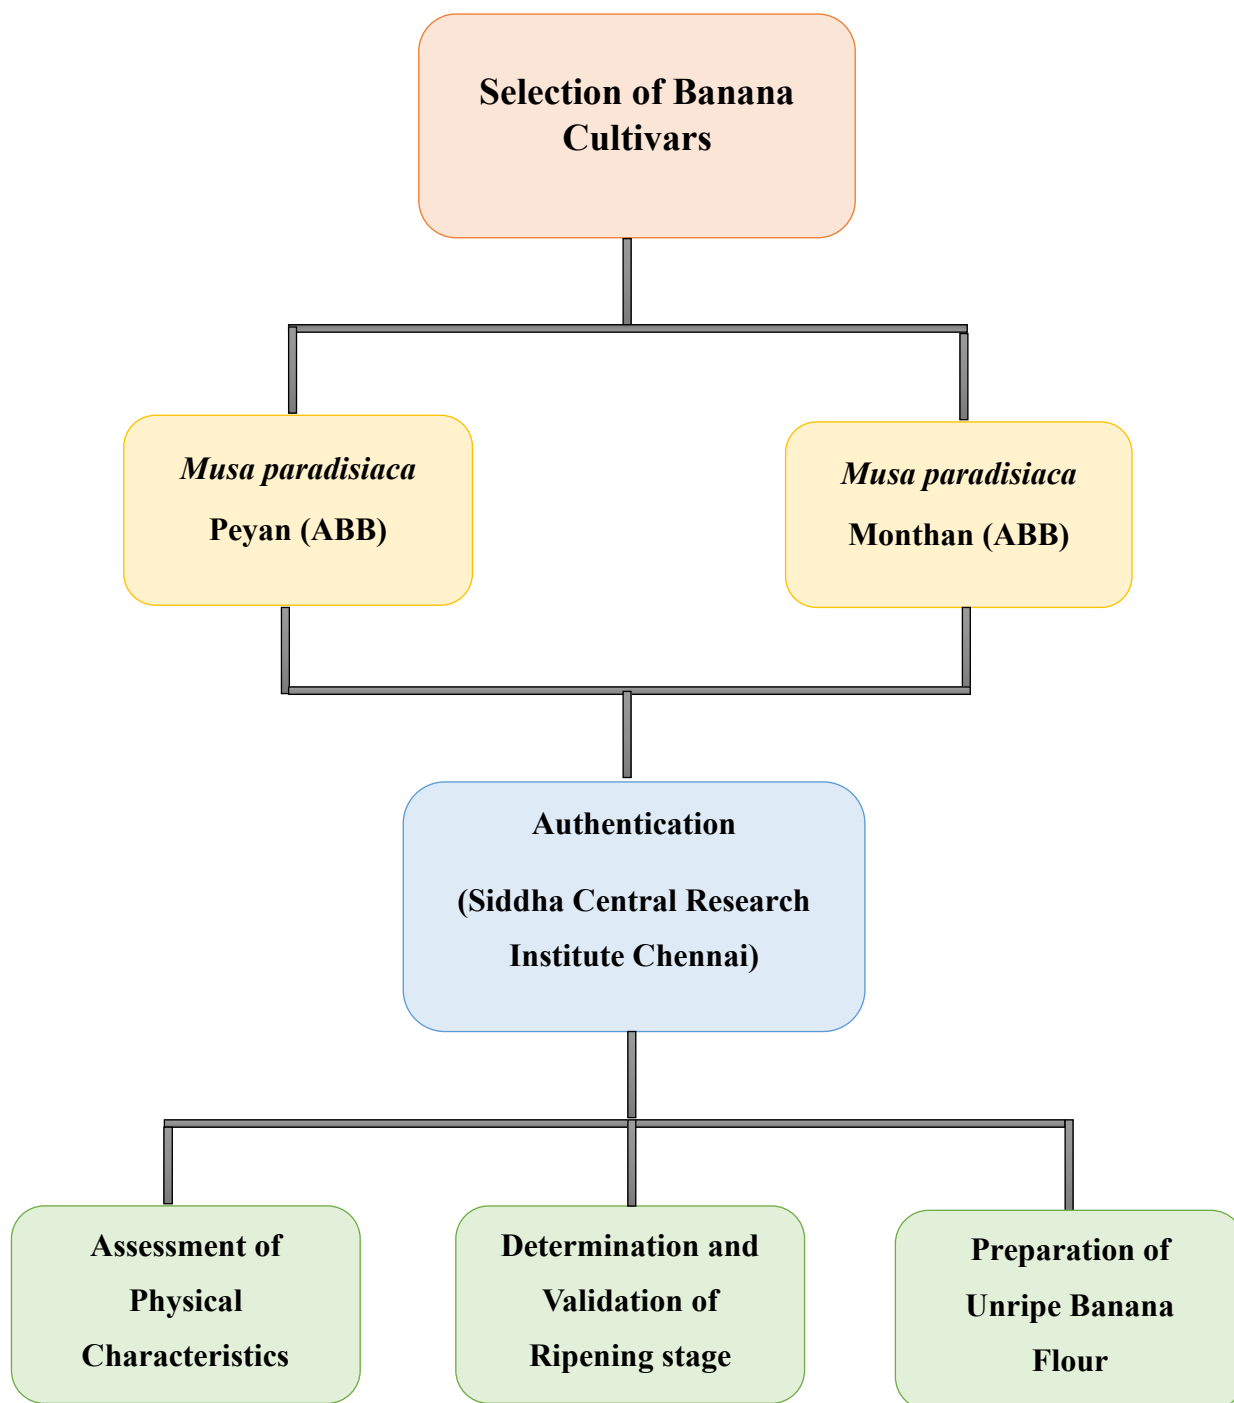 Selection of Banana
Cultivars
Musa paradisiaca
Peyan (ABB)
Musa paradisiaca
Monthan (ABB)
Authentication
(Siddha Central Research
Institute Chennai)
Assessment of
Physical
Characteristics
Determination and
Validation of
Ripening stage
Preparation of
Unripe Banana
Flour